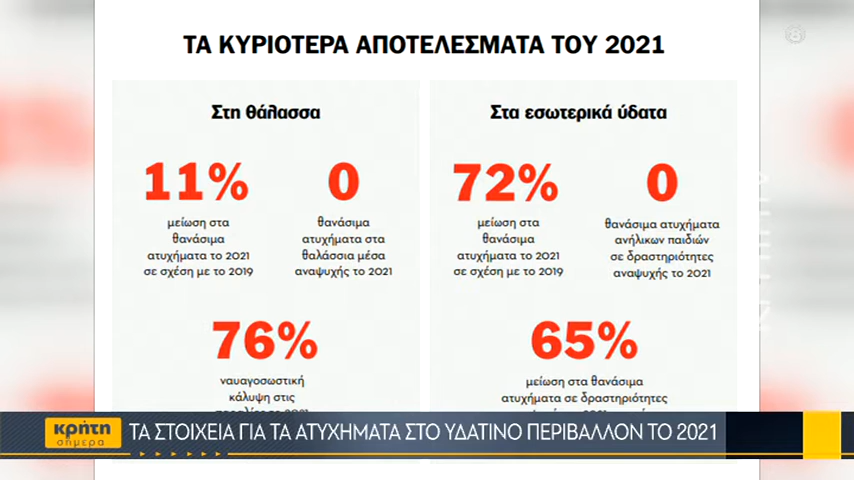 ΤΑ ΚΥΡΙΟΤΕΡΑ ΑΠΟΤΕΛΕΣΜΑΤΑ ΤΟΥ 2021
Στη θάλασσα
11%
μείωση στα
θανάσιμα
ατυχήματα το 2021
σε σχέση με το 2019
0
θανάσιμα
ατυχήματα στα
θαλάσσια μέσα
αναψυχής το 2021
76%
ναυαγοσωστική
κάλυψη στις
Στα εσωτερικά ύδατα
72%
μείωση στα
θανάσιμα
ατυχήματα το 2021
σε σχέση με το 2019
0
θανάσιμα ατυχήματα
ανήλικων παιδιών
σε δραστηριότητες
αναψυχής το 2021
65%
μείωση στα θανάσιμα
ατυχήματα σε δραστηριότητες
κρήτη
σήμερα
ΤΑ ΣΤΟΙΧΕΙΑ ΓΙΑ ΤΑ ΑΤΥΧΗΜΑΤΑ ΣΤΟ ΥΔΑΤΙΝΟ ΠΕΡΙΒΑΛΛΟΝ ΤΟ 2021